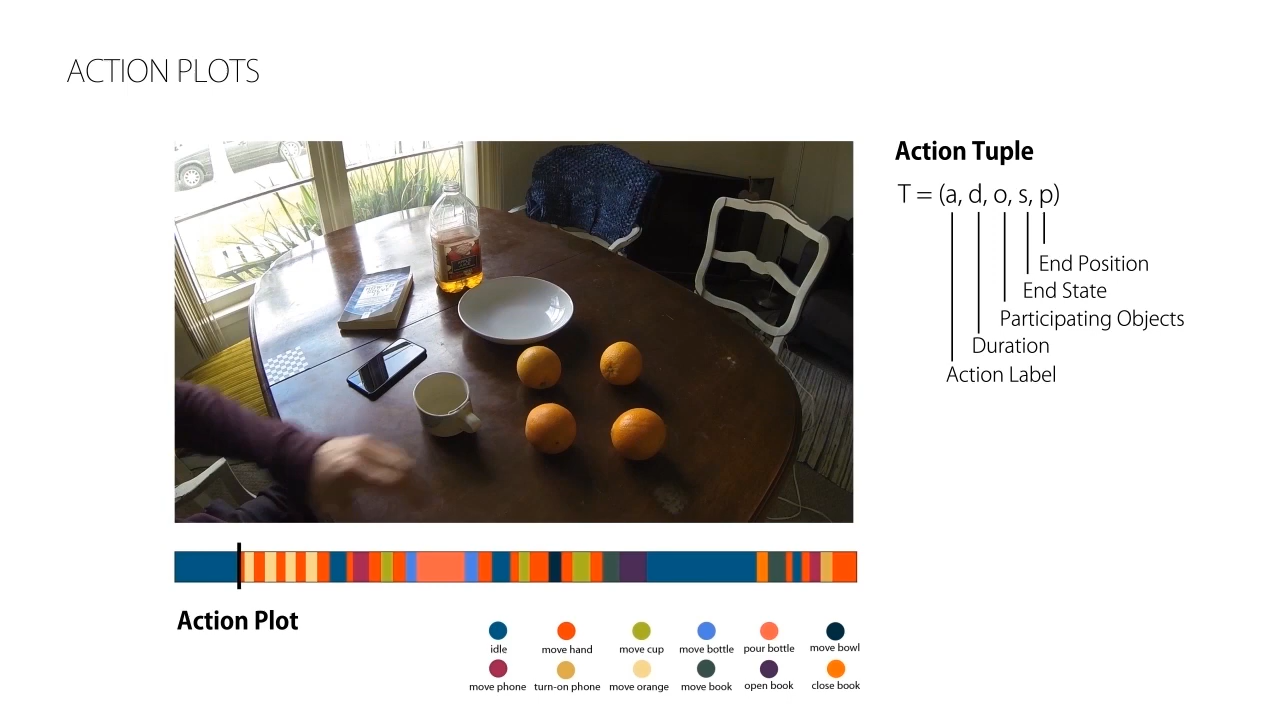 ACTION PLOTS
Action Tuple
T = (a, d, o, s, p)
End Position
End State
Participating Objects
Duration
Action Label
Action Plot
idle
move hand
move cup
move bottle
pour bottle
move bowl
move phone
turn-on phone
move orange
move book
open book
close book